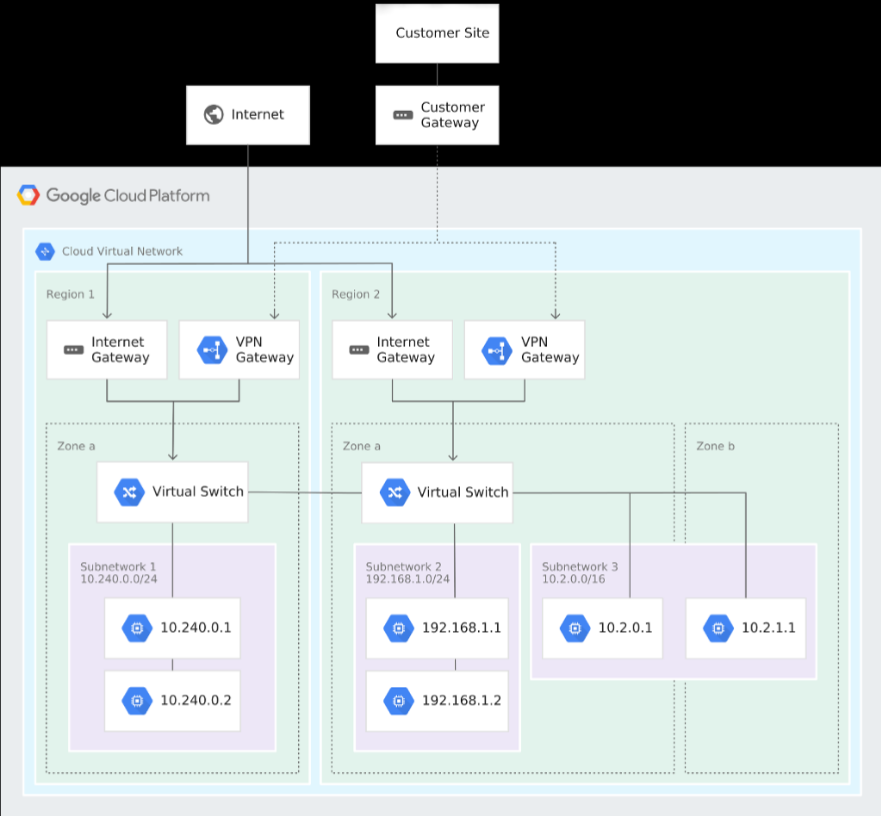 Customer Site
Internet
Customer
Gateway
Google Cloud Platform
Cloud Virtual Network
Region 1
Internet
Gateway
VPN
Gateway
Zone a
Virtual Switch
Subnetwork 1
10.240.0.0/24
10.240.0.1
10.240.0.2
Region 2
Internet
Gateway
VPN
Gateway
Zone a
Virtual Switch
Subnetwork 2
192.168.1.0/24
192.168.1.1
192.168.1.2
Zone b
Subnetwork 3
10.2.0.0/16
10.2.0.1
10.2.1.1